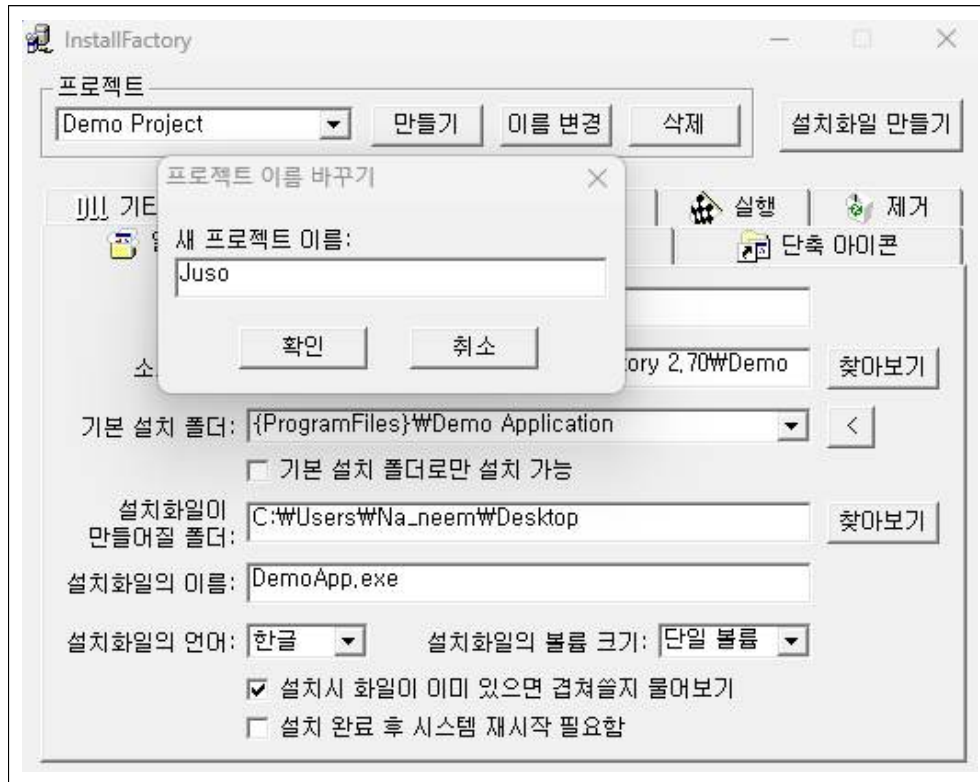 InstallFactory
프로젝트
Demo Project 만들기 이름 변경 삭제 설치화일 만들기
프로젝트 이름 바꾸기
기타 실행 제거
새 프로젝트 이름:
단축 아이콘
Juso
확인 취소
ory 2.70₩Demo 찾아보기
기본 설치 폴더: {ProgramFiles}₩Demo Application <
기본 설치 폴더로만 설치 가능
설치화일이
만들어질 폴더: C:₩Users₩Na_neem₩Desktop 찾아보기
설치화일의 이름: DemoApp.exe
설치화일의 언어: 한글 설치화일의 볼륨 크기: 단일 볼륨
설치시 화일이 이미 있으면 겹쳐쓸지 물어보기
설치 완료 후 시스템 재시작 필요함